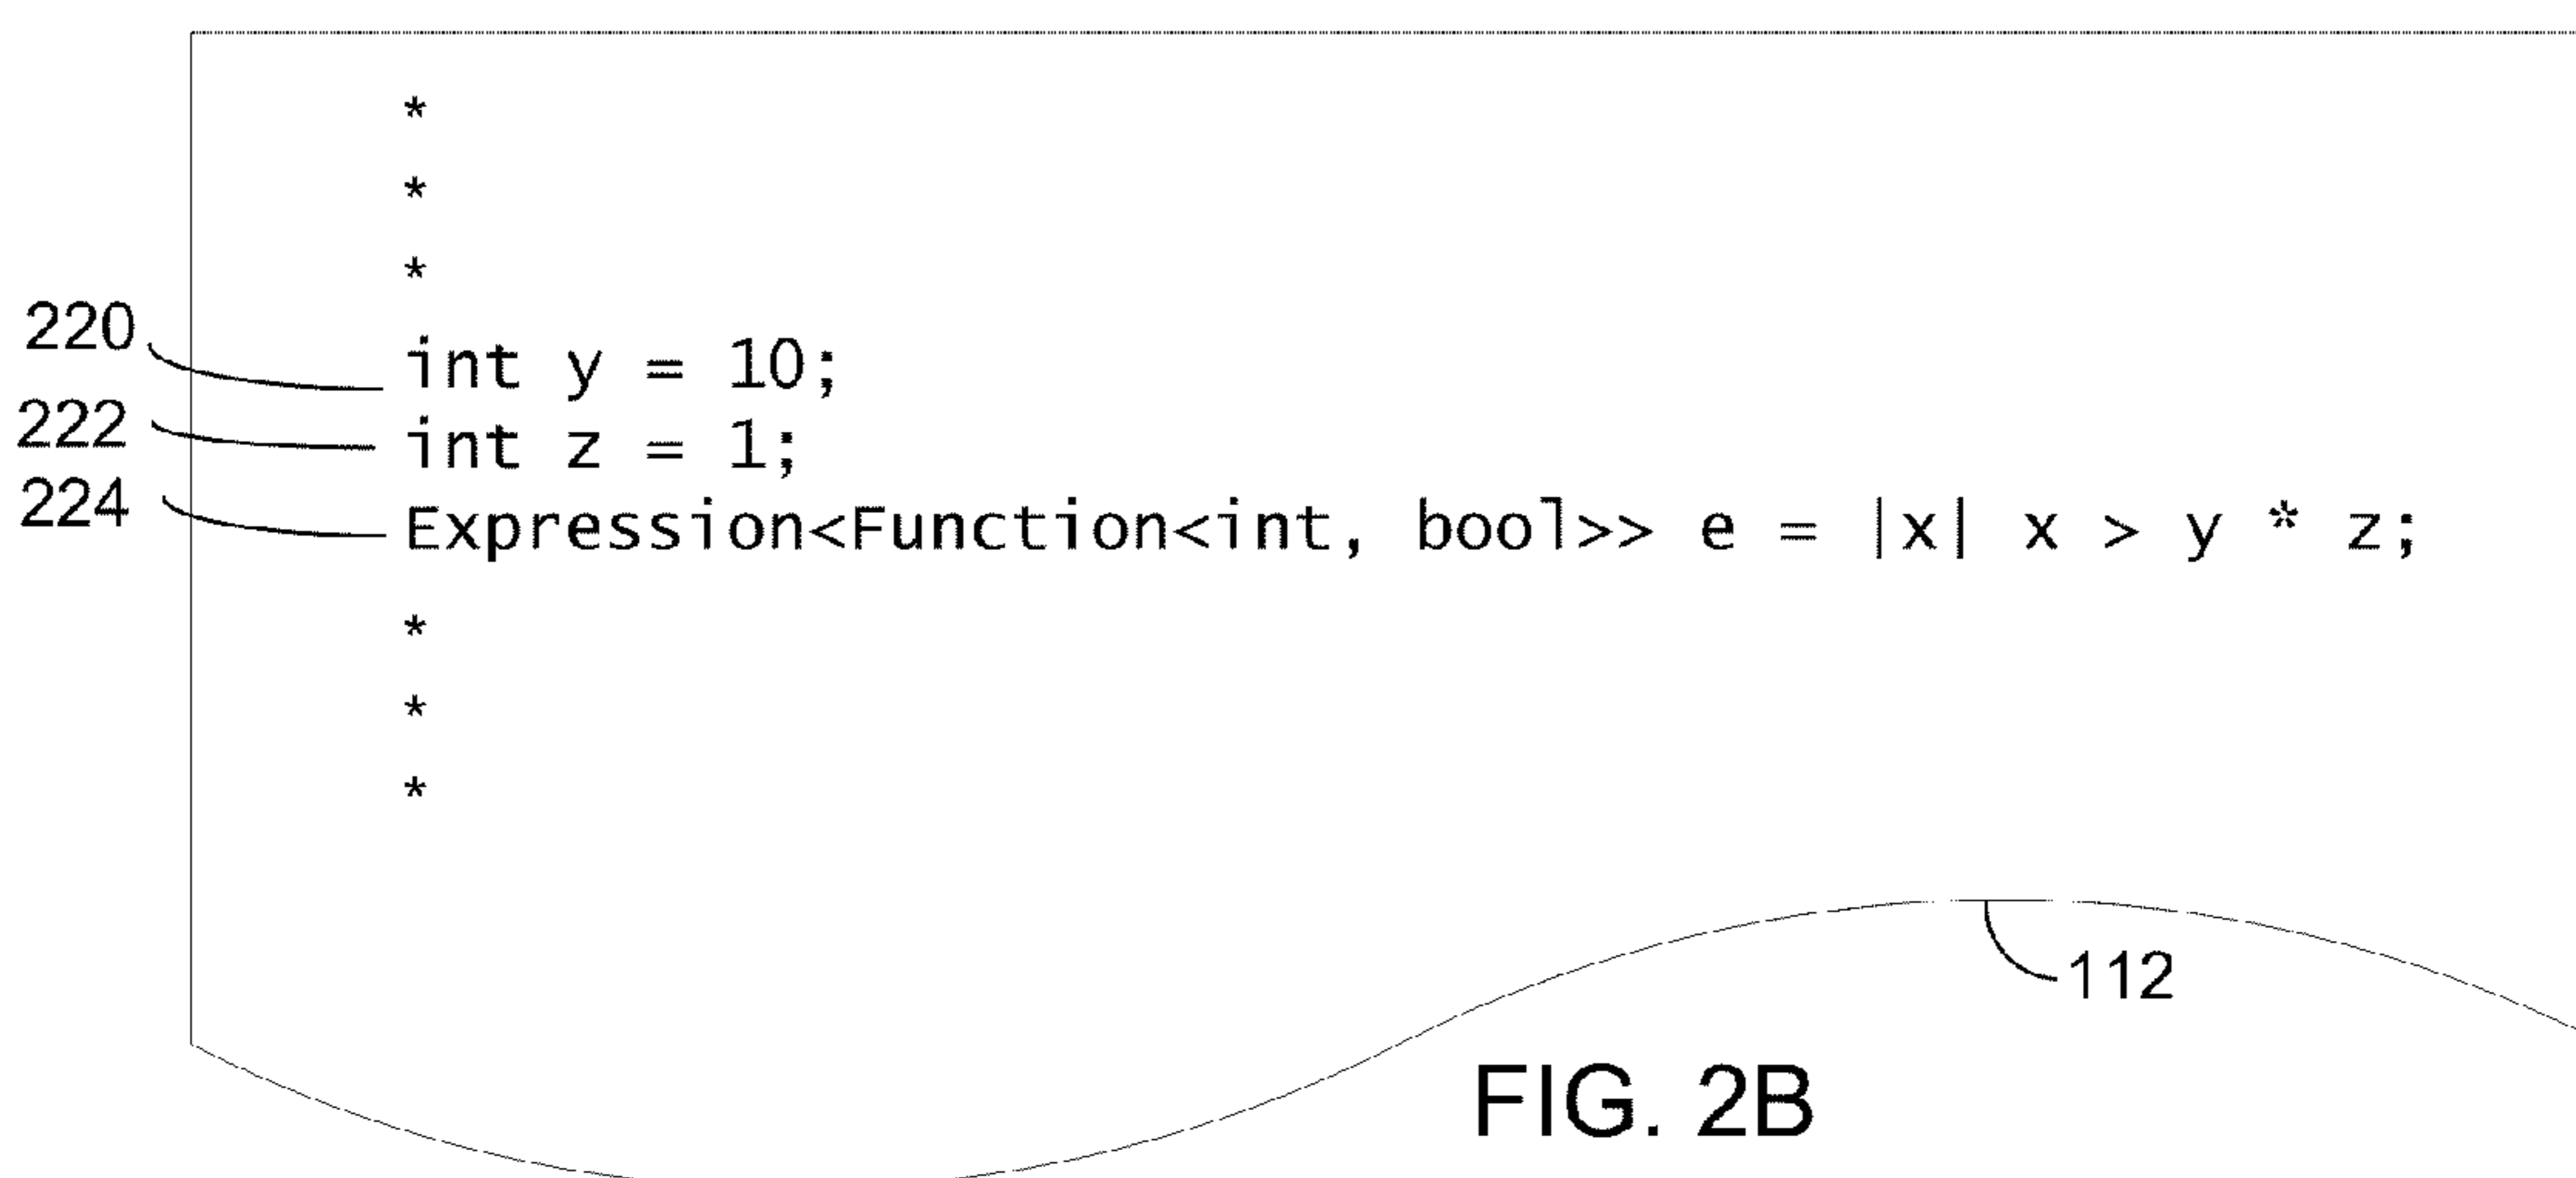 *
*
*
220 int y = 10;
222 int z = 1;
224 Expression<Function<int, bool>> e = |x| x > y * z;
*
*
*
112
FIG. 2B